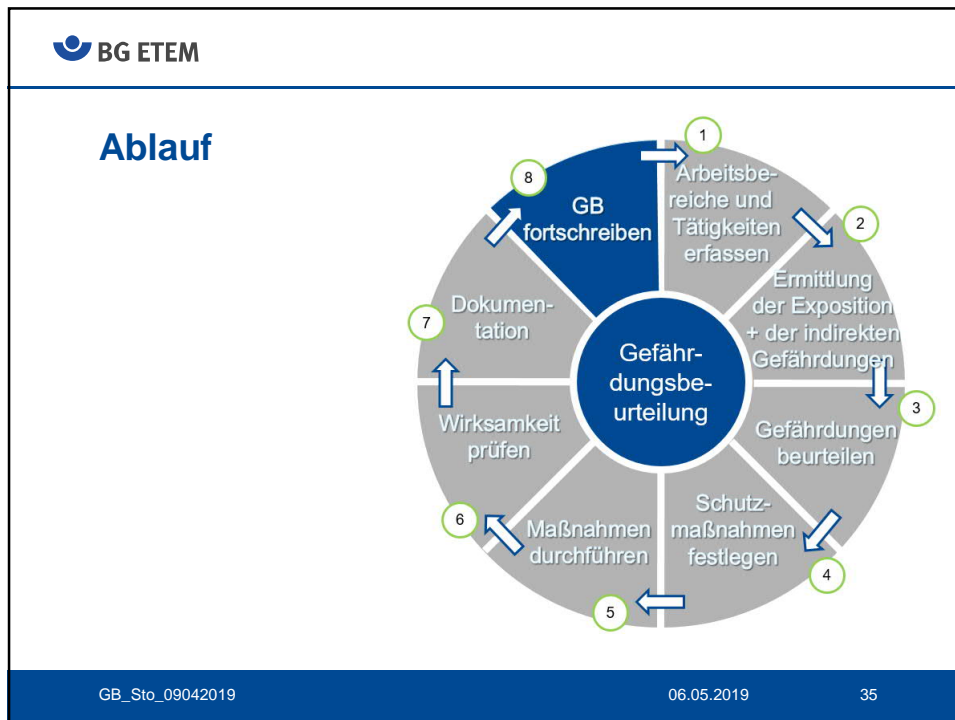 BG ETEM
Ablauf
1
Arbeitsbe-
reiche und
Tätigkeiten
erfassen
2
Ermittlung
der Exposition
+ der indirekten
Gefährdungen
3
Gefährdungen
beurteilen
4
Schutz-
maßnahmen
festlegen
5
Maßnahmen
durchführen
6
Wirksamkeit
prüfen
7
Dokumen-
tation
8
GB
fortschreiben
Gefähr-
dungsbe-
urteilung
GB_Sto_09042019 06.05.2019 35